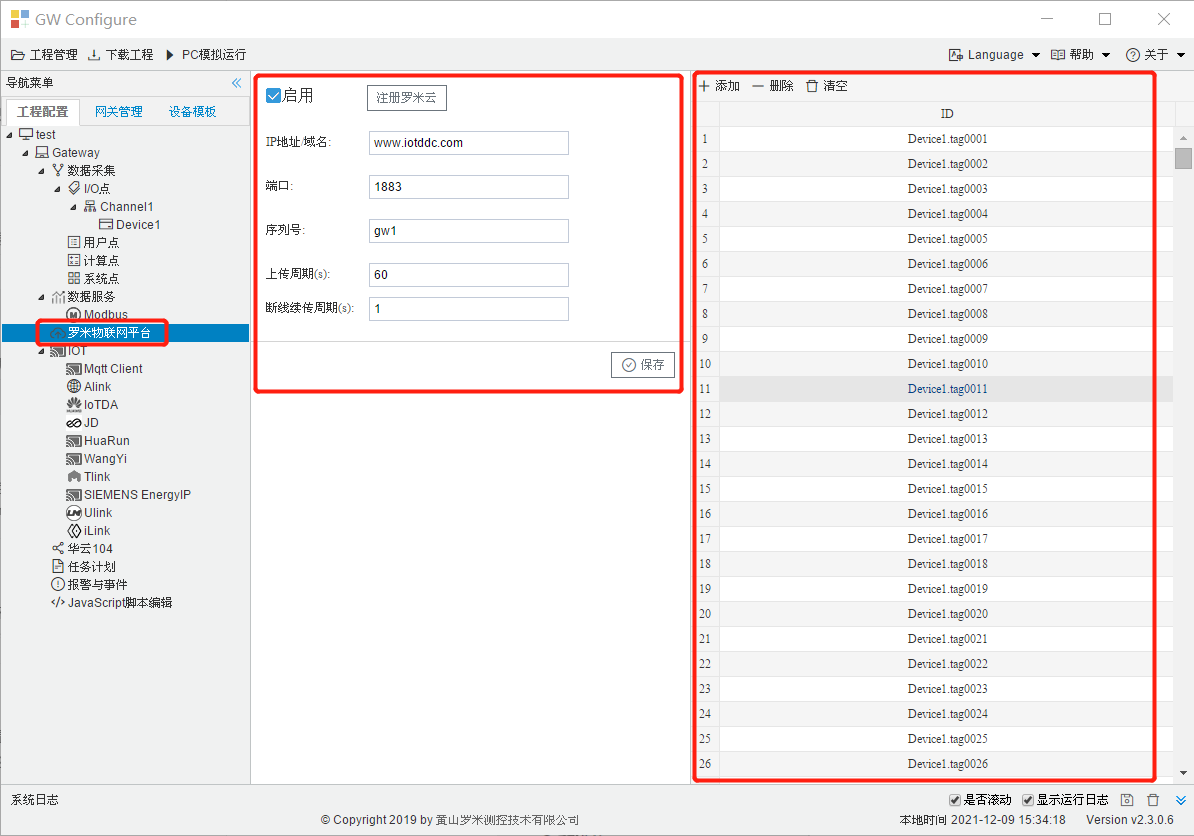 GW Configure
工程管理 下载工程 PC模拟运行 Language 帮助 关于
导航菜单
工程配置 网关管理 设备模板
test
Gateway
数据采集
I/O点
Channel1
Device1
用户点
计算点
系统点
数据服务
Modbus
罗米物联网平台
IOT
Mqtt Client
Alink
IoTDA
JD
HuaRun
WangYi
Tlink
SIEMENS EnergyIP
Ulink
iLink
华云104
任务计划
报警与事件
JavaScript脚本编辑
启用 注册罗米云
IP地址/域名: www.iotddc.com
端口: 1883
序列号: gw1
上传周期(s): 60
断线续传周期(s): 1
保存
添加 删除 清空
ID
1 Device1.tag0001
2 Device1.tag0002
3 Device1.tag0003
4 Device1.tag0004
5 Device1.tag0005
6 Device1.tag0006
7 Device1.tag0007
8 Device1.tag0008
9 Device1.tag0009
10 Device1.tag0010
11 Device1.tag0011
12 Device1.tag0012
13 Device1.tag0013
14 Device1.tag0014
15 Device1.tag0015
16 Device1.tag0016
17 Device1.tag0017
18 Device1.tag0018
19 Device1.tag0019
20 Device1.tag0020
21 Device1.tag0021
22 Device1.tag0022
23 Device1.tag0023
24 Device1.tag0024
25 Device1.tag0025
26 Device1.tag0026
系统日志 是否滚动 显示运行日志
© Copyright 2019 by 黄山罗米测控技术有限公司 本地时间 2021-12-09 15:34:18 Version v2.3.0.6